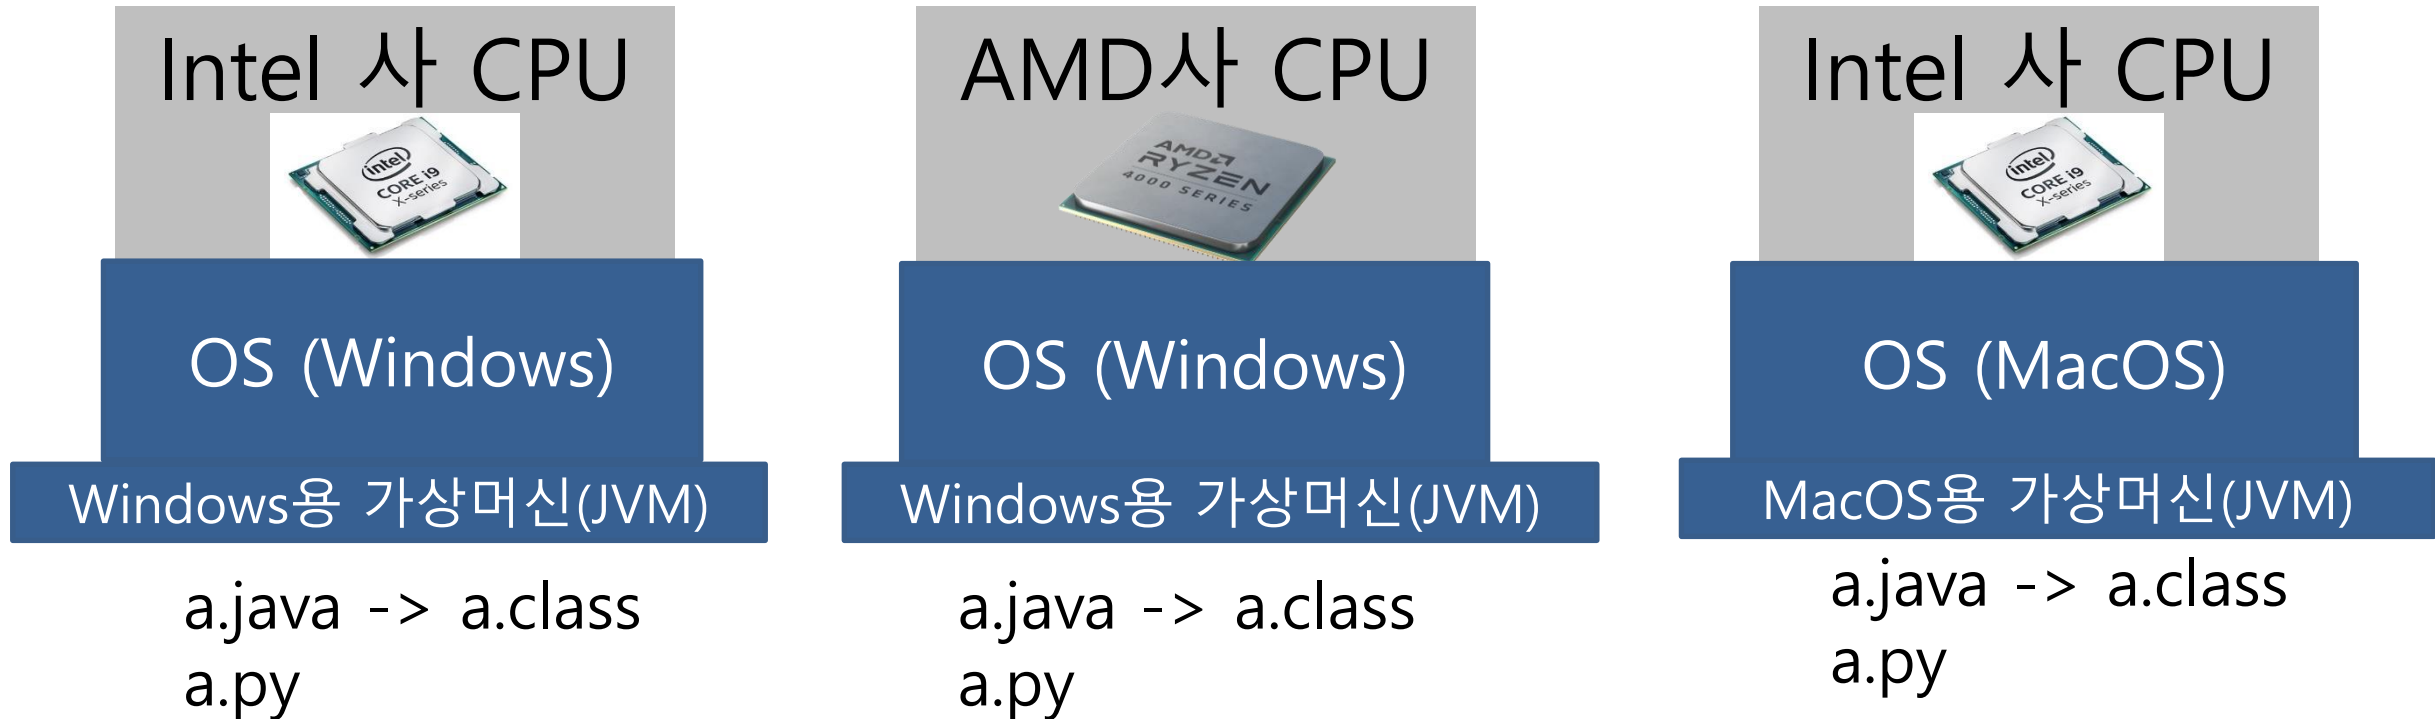 Intel 사 CPU
intel
CORE i9
X-series
OS (Windows)
Windows용 가상머신(JVM)
a.java -> a.class
a.py
AMD사 CPU
AMD
RYZEN
4000 SERIES
OS (Windows)
Windows용 가상머신(JVM)
a.java -> a.class
a.py
Intel 사 CPU
intel
CORE i9
X-series
OS (MacOS)
MacOS용 가상머신(JVM)
a.java -> a.class
a.py